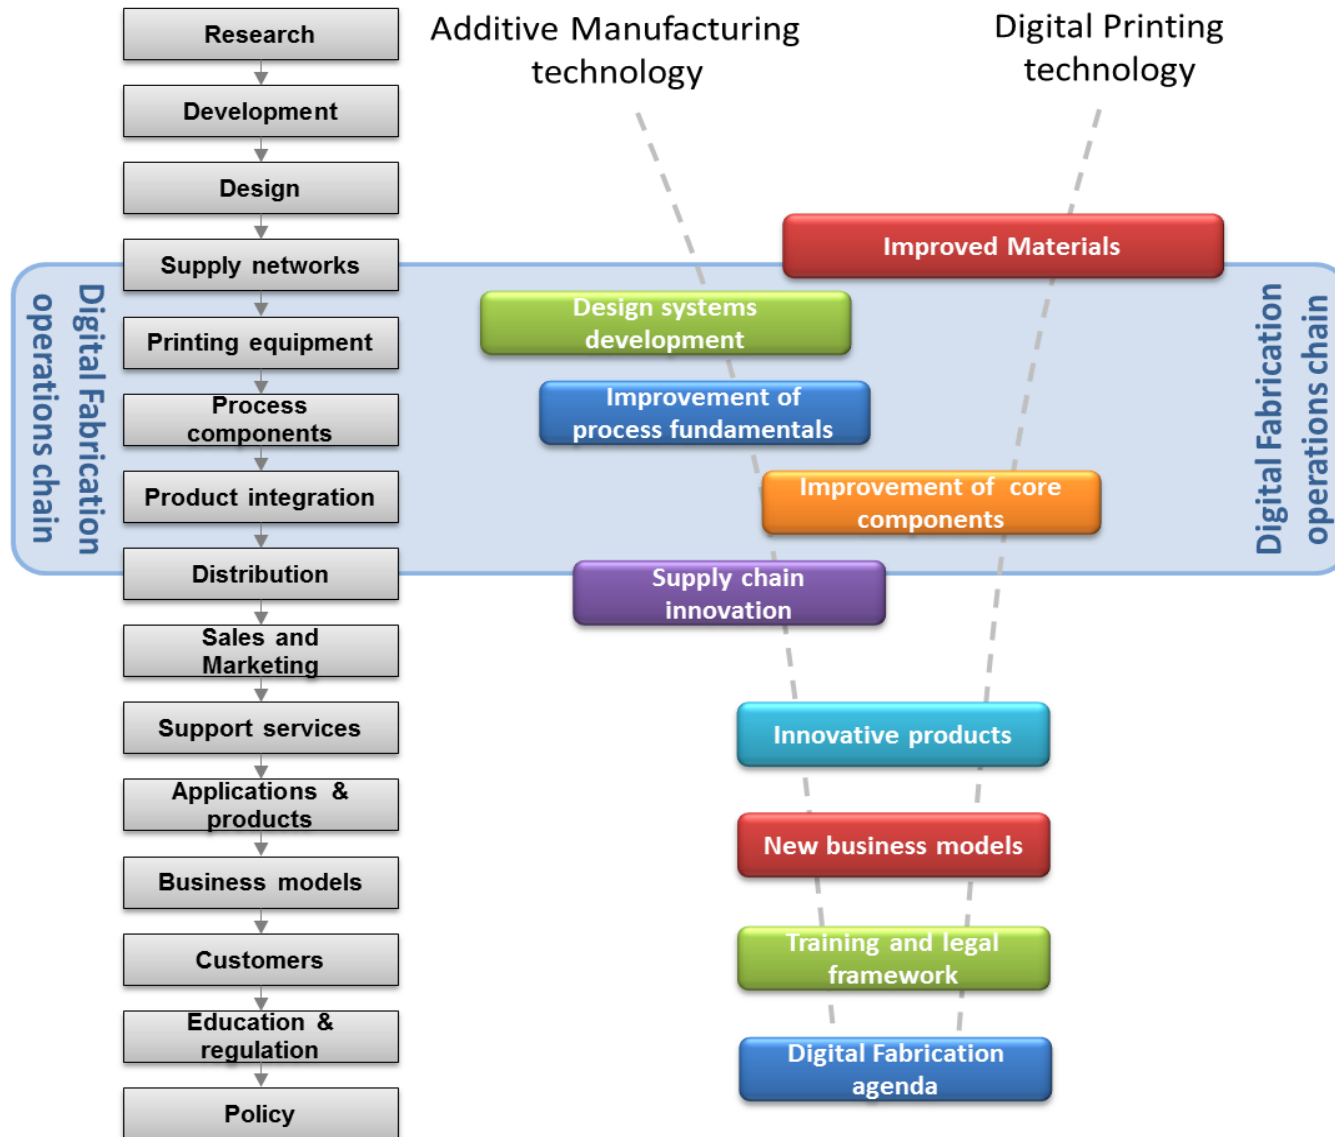 Research
Development
Design
Supply networks
Printing equipment
Process
components
Product integration
Distribution
Sales and
Marketing
Support services
Applications &
products
Business models
Customers
Education &
regulation
Policy
Digital Fabrication
operations chain
Additive Manufacturing
technology
Digital Printing
technology
Improved Materials
Design systems
development
Improvement of
process fundamentals
Improvement of core
components
Supply chain
innovation
Innovative products
New business models
Training and legal
framework
Digital Fabrication
agenda
Digital Fabrication
operations chain